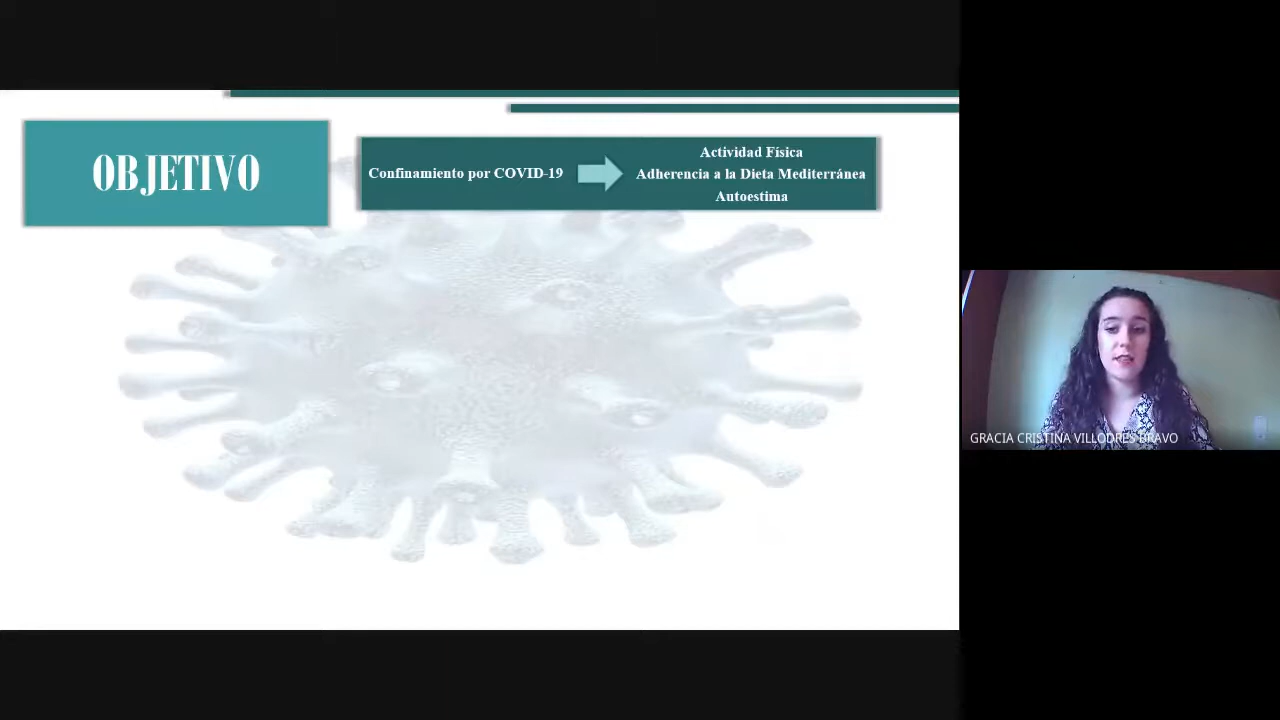 OBJETIVO
Confinamiento por COVID-19
Actividad Física
Adherencia a la Dieta Mediterránea
Autoestima
GRACIA CRISTINA VILLODRES BRAVO